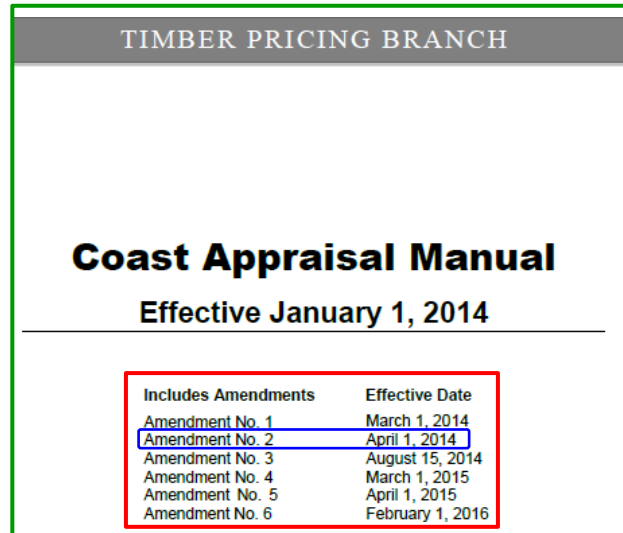 TIMBER PRICING BRANCH
Coast Appraisal Manual
Effective January 1, 2014
Includes Amendments Effective Date
Amendment No. 1 March 1, 2014
Amendment No. 2 April 1, 2014
Amendment No. 3 August 15, 2014
Amendment No. 4 March 1, 2015
Amendment No. 5 April 1, 2015
Amendment No. 6 February 1, 2016